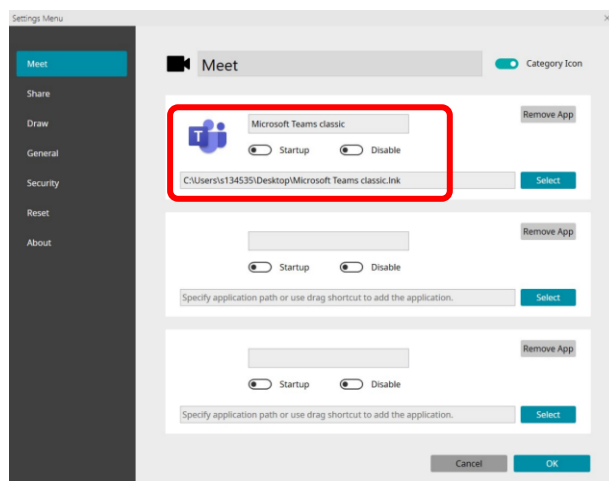 Settings Menu
Meet
Share
Draw
General
Security
Reset
About
Meet
Category Icon
T
Microsoft Teams classic
Remove App
Startup
Disable
C:\Users\s134535\Desktop\Microsoft Teams classic.lnk
Select
Remove App
Startup
Disable
Specify application path or use drag shortcut to add the application.
Select
Remove App
Startup
Disable
Specify application path or use drag shortcut to add the application.
Select
Cancel
OK